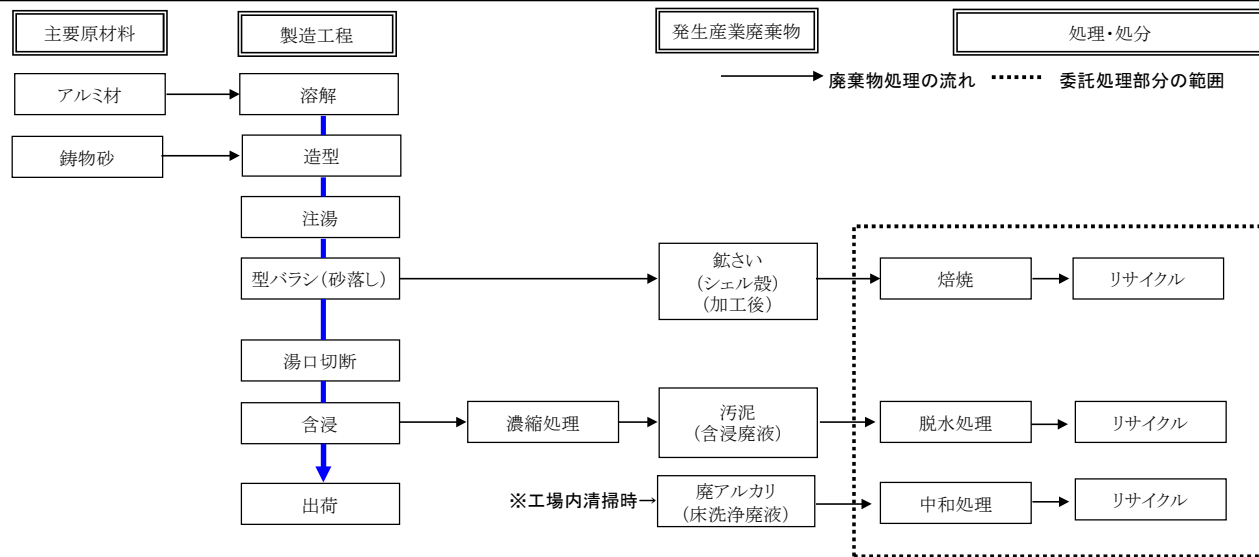 主要原材料
製造工程
発生産業廃棄物
処理・処分
廃棄物処理の流れ
委託処理部分の範囲
アルミ材
溶解
鋳物砂
造型
注湯
型バラシ(砂落し)
鉱さい
(シェル殻)
(加工後)
焙焼
リサイクル
湯口切断
含浸
濃縮処理
汚泥
(含浸廃液)
脱水処理
リサイクル
出荷
※工場内清掃時→
廃アルカリ
(床洗浄廃液)
中和処理
リサイクル